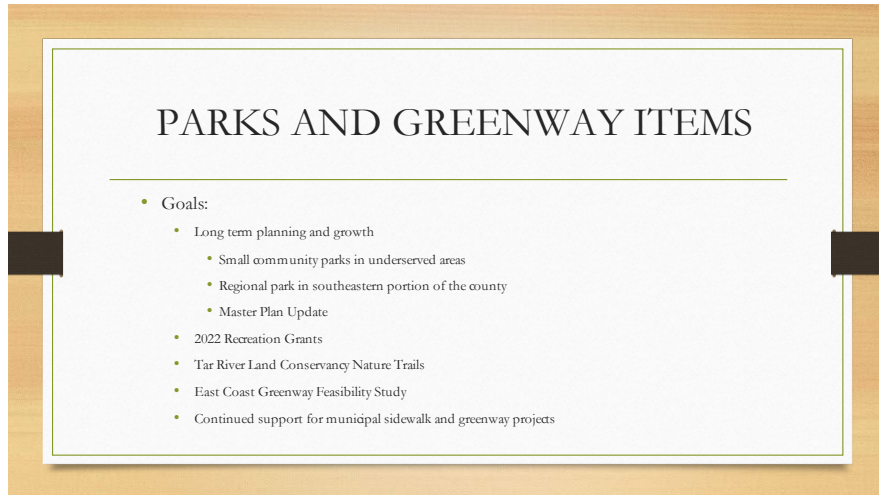 PARKS AND GREENWAY ITEMS
• Goals:
• Long term planning and growth
• Small community parks in underserved areas
• Regional park in southeastern portion of the county
• Master Plan Update
• 2022 Recreation Grants
• Tar River Land Conservancy Nature Trails
• East Coast Greenway Feasibility Study
• Continued support for municipal sidewalk and greenway projects